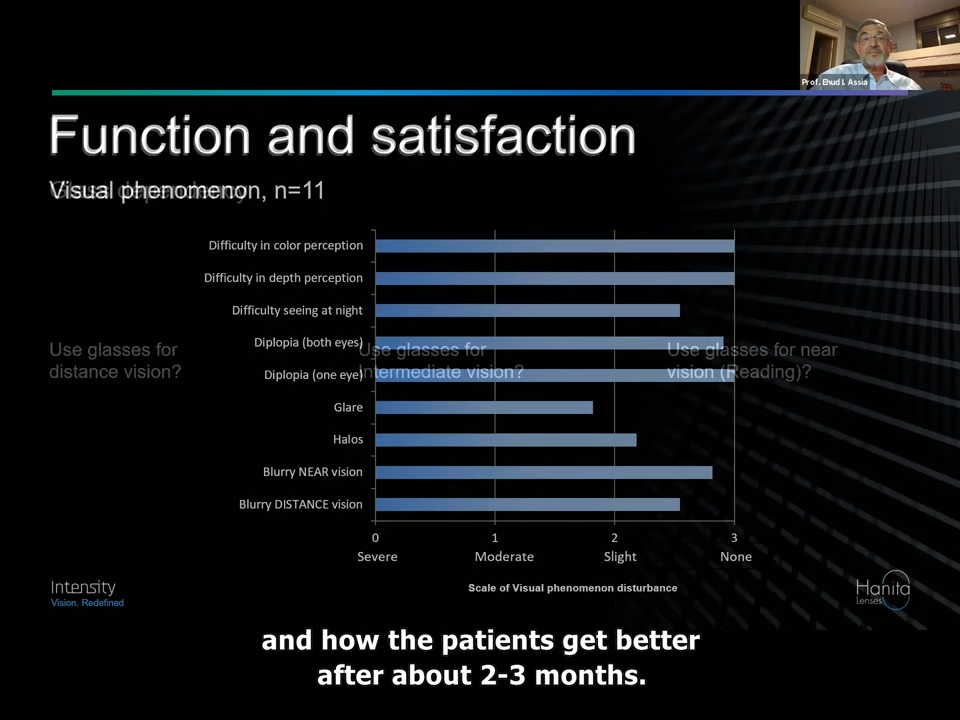 Prof. Ehud I. Assia
Function and satisfaction
Visual phenomenon, n=11
Glass dependency
Difficulty in color perception
Difficulty in depth perception
Difficulty seeing at night
Diplopia (both eyes)
Diplopia (one eye)
Glare
Halos
Blurry NEAR vision
Blurry DISTANCE vision
Use glasses for
distance vision?
Use glasses for
Intermediate vision?
Use glasses for near
vision (Reading)?
0 1 2 3
Severe Moderate Slight None
Scale of Visual phenomenon disturbance
Intensity
Vision. Redefined
Hanita
Lenses
and how the patients get better
after about 2-3 months.